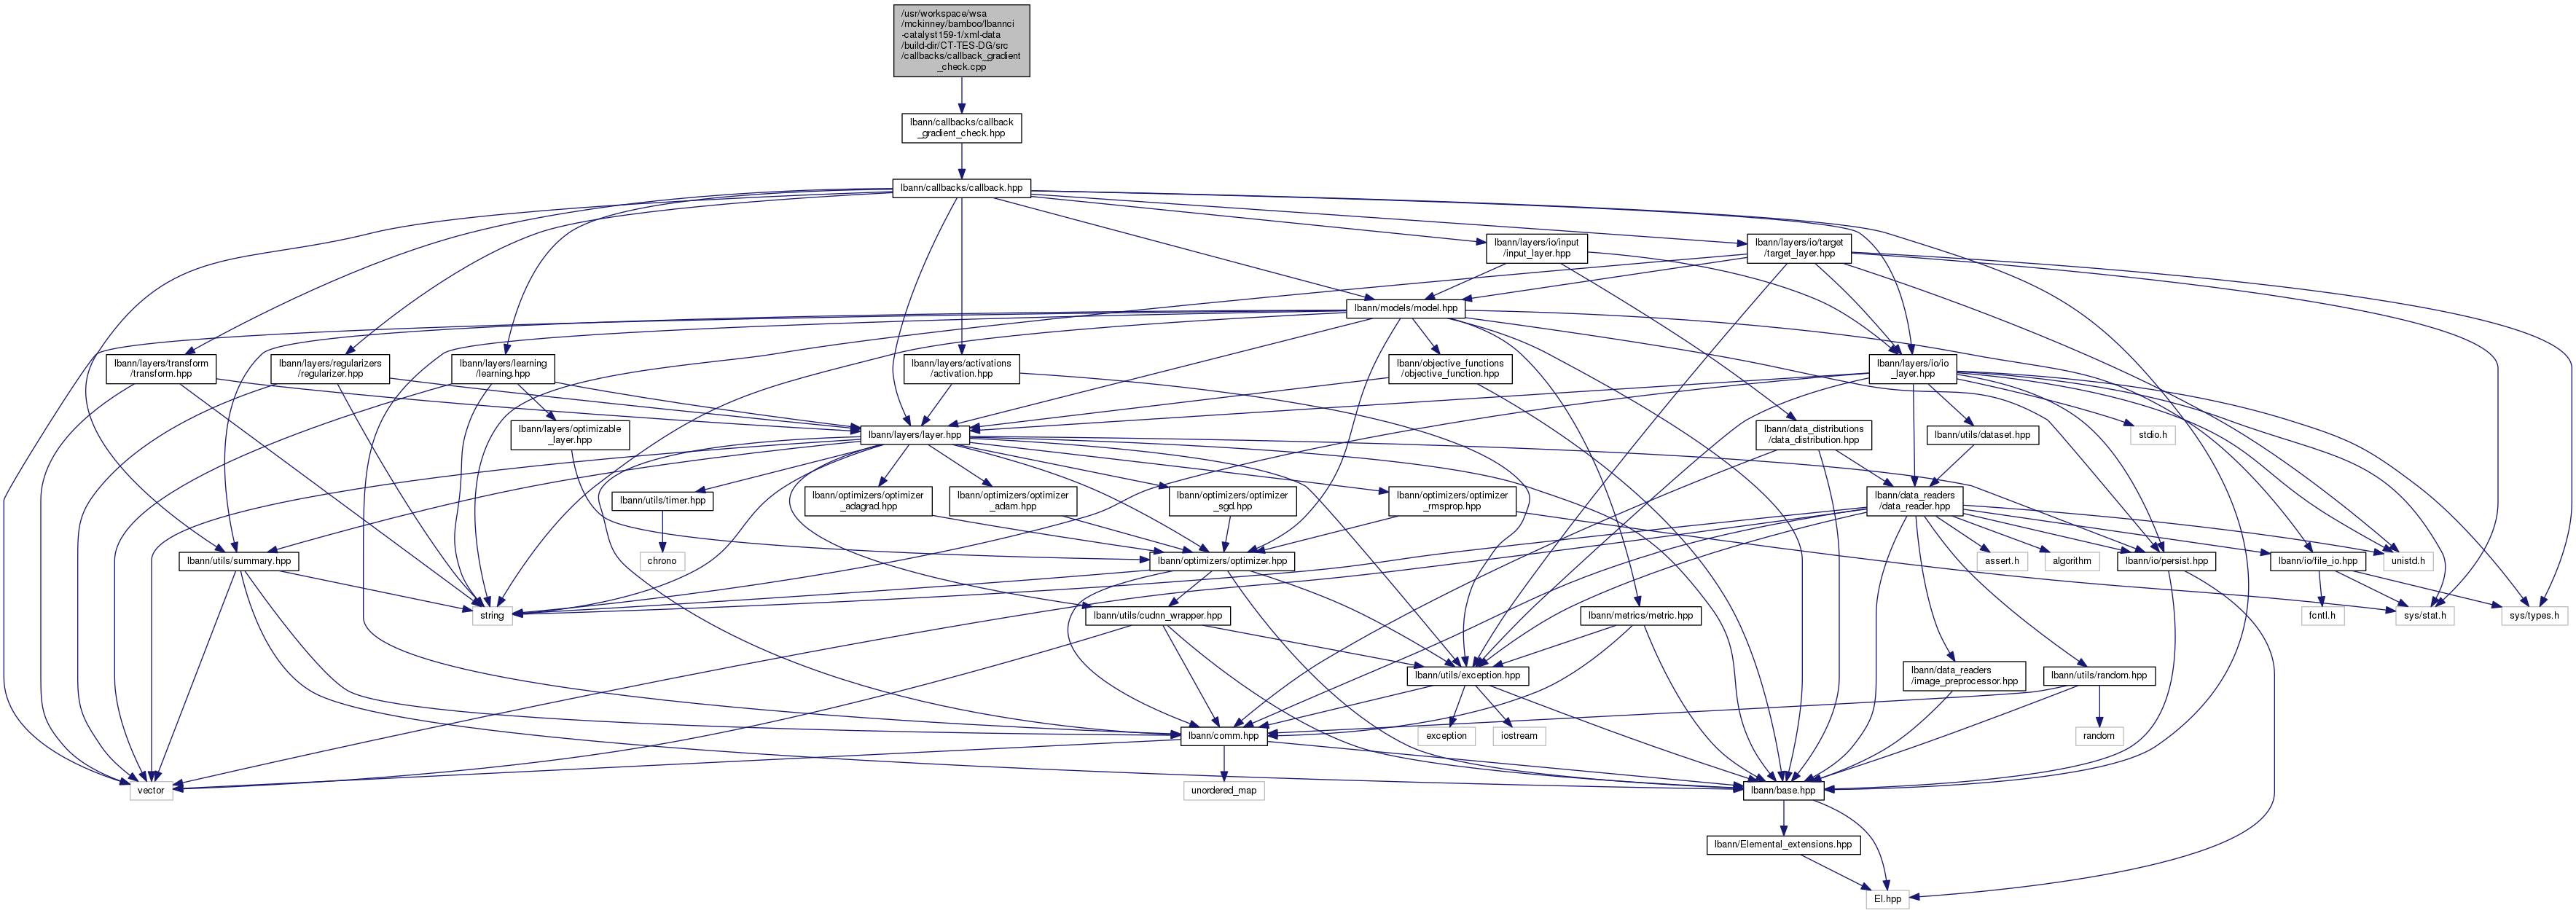 /usr/workspace/wsa
/mckinney/bamboo/lbannci
-catalyst159-1/xml-data
/build-dir/CT-TES-DG/src
/callbacks/callback_gradient
_check.cpp
lbann/callbacks/callback
_gradient_check.hpp
lbann/callbacks/callback.hpp
lbann/layers/io/input
/input_layer.hpp
lbann/layers/io/target
/target_layer.hpp
lbann/models/model.hpp
lbann/layers/transform
/transform.hpp
lbann/layers/regularizers
/regularizer.hpp
lbann/layers/learning
/learning.hpp
lbann/layers/activations
/activation.hpp
lbann/objective_functions
/objective_function.hpp
lbann/layers/io/io
_layer.hpp
lbann/layers/optimizable
_layer.hpp
lbann/layers/layer.hpp
lbann/data_distributions
/data_distribution.hpp
lbann/utils/dataset.hpp
stdio.h
lbann/utils/timer.hpp
lbann/optimizers/optimizer
_adagrad.hpp
lbann/optimizers/optimizer
_adam.hpp
lbann/optimizers/optimizer
_sgd.hpp
lbann/optimizers/optimizer
_rmsprop.hpp
lbann/data_readers
/data_reader.hpp
lbann/utils/summary.hpp
chrono
lbann/optimizers/optimizer.hpp
assert.h
algorithm
lbann/io/persist.hpp
lbann/io/file_io.hpp
unistd.h
string
lbann/utils/cudnn_wrapper.hpp
lbann/metrics/metric.hpp
fcntl.h
sys/stat.h
sys/types.h
lbann/utils/exception.hpp
lbann/data_readers
/image_preprocessor.hpp
lbann/utils/random.hpp
lbann/comm.hpp
exception
iostream
random
vector
unordered_map
lbann/base.hpp
lbann/Elemental_extensions.hpp
El.hpp